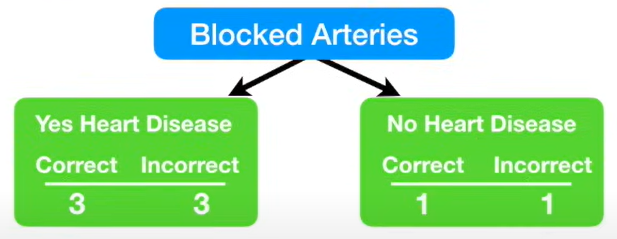 Blocked Arteries
Yes Heart Disease
Correct Incorrect
3 3
No Heart Disease
Correct Incorrect
1 1